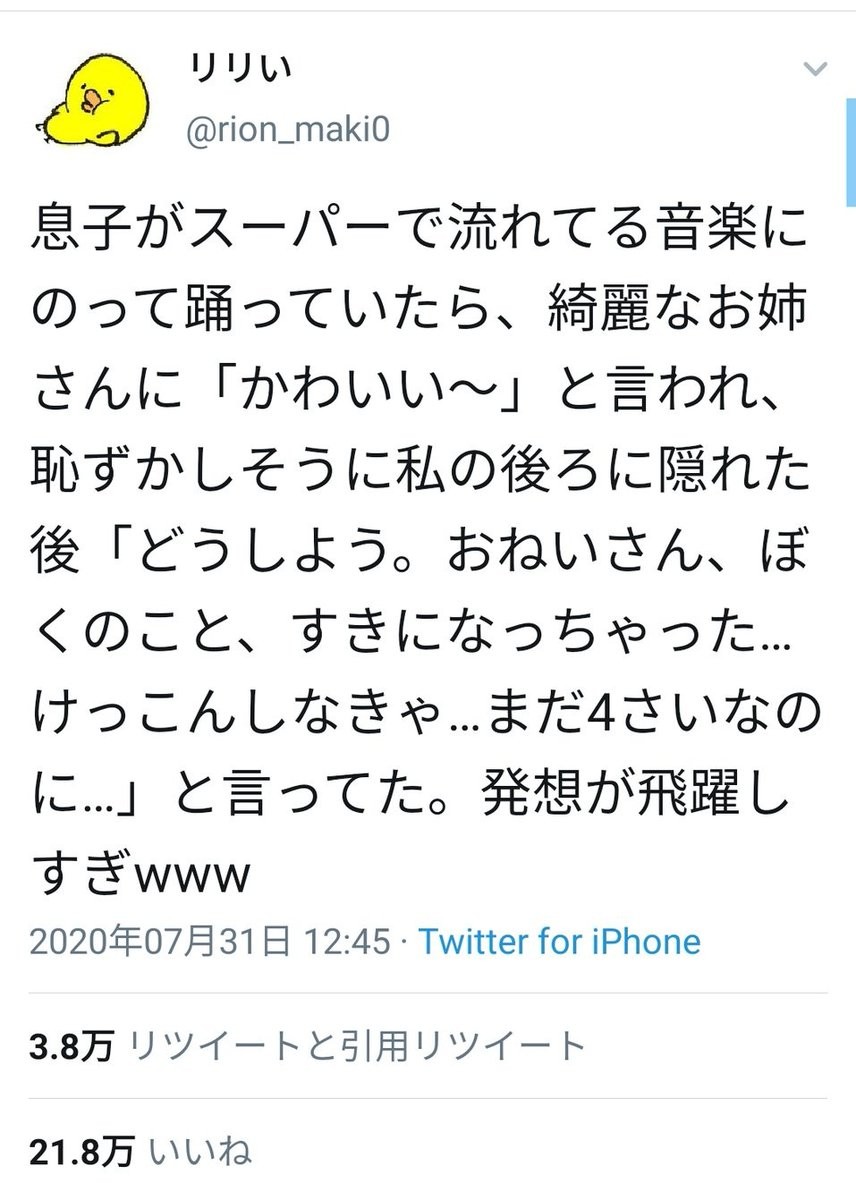 リリい
@rion_maki0
息子がスーパーで流れてる音楽に
のって踊っていたら、綺麗なお姉
さんに「かわいい〜」と言われ、
恥ずかしそうに私の後ろに隠れた
後「どうしよう。おねいさん、ぼ
くのこと、すきになっちゃった...
けっこんしなきゃ...まだ4さいなの
に...」と言ってた。発想が飛躍し
すぎwww
2020年07月31日 12:45 · Twitter for iPhone
3.8万 リツイートと引用リツイート
21.8万 いいね